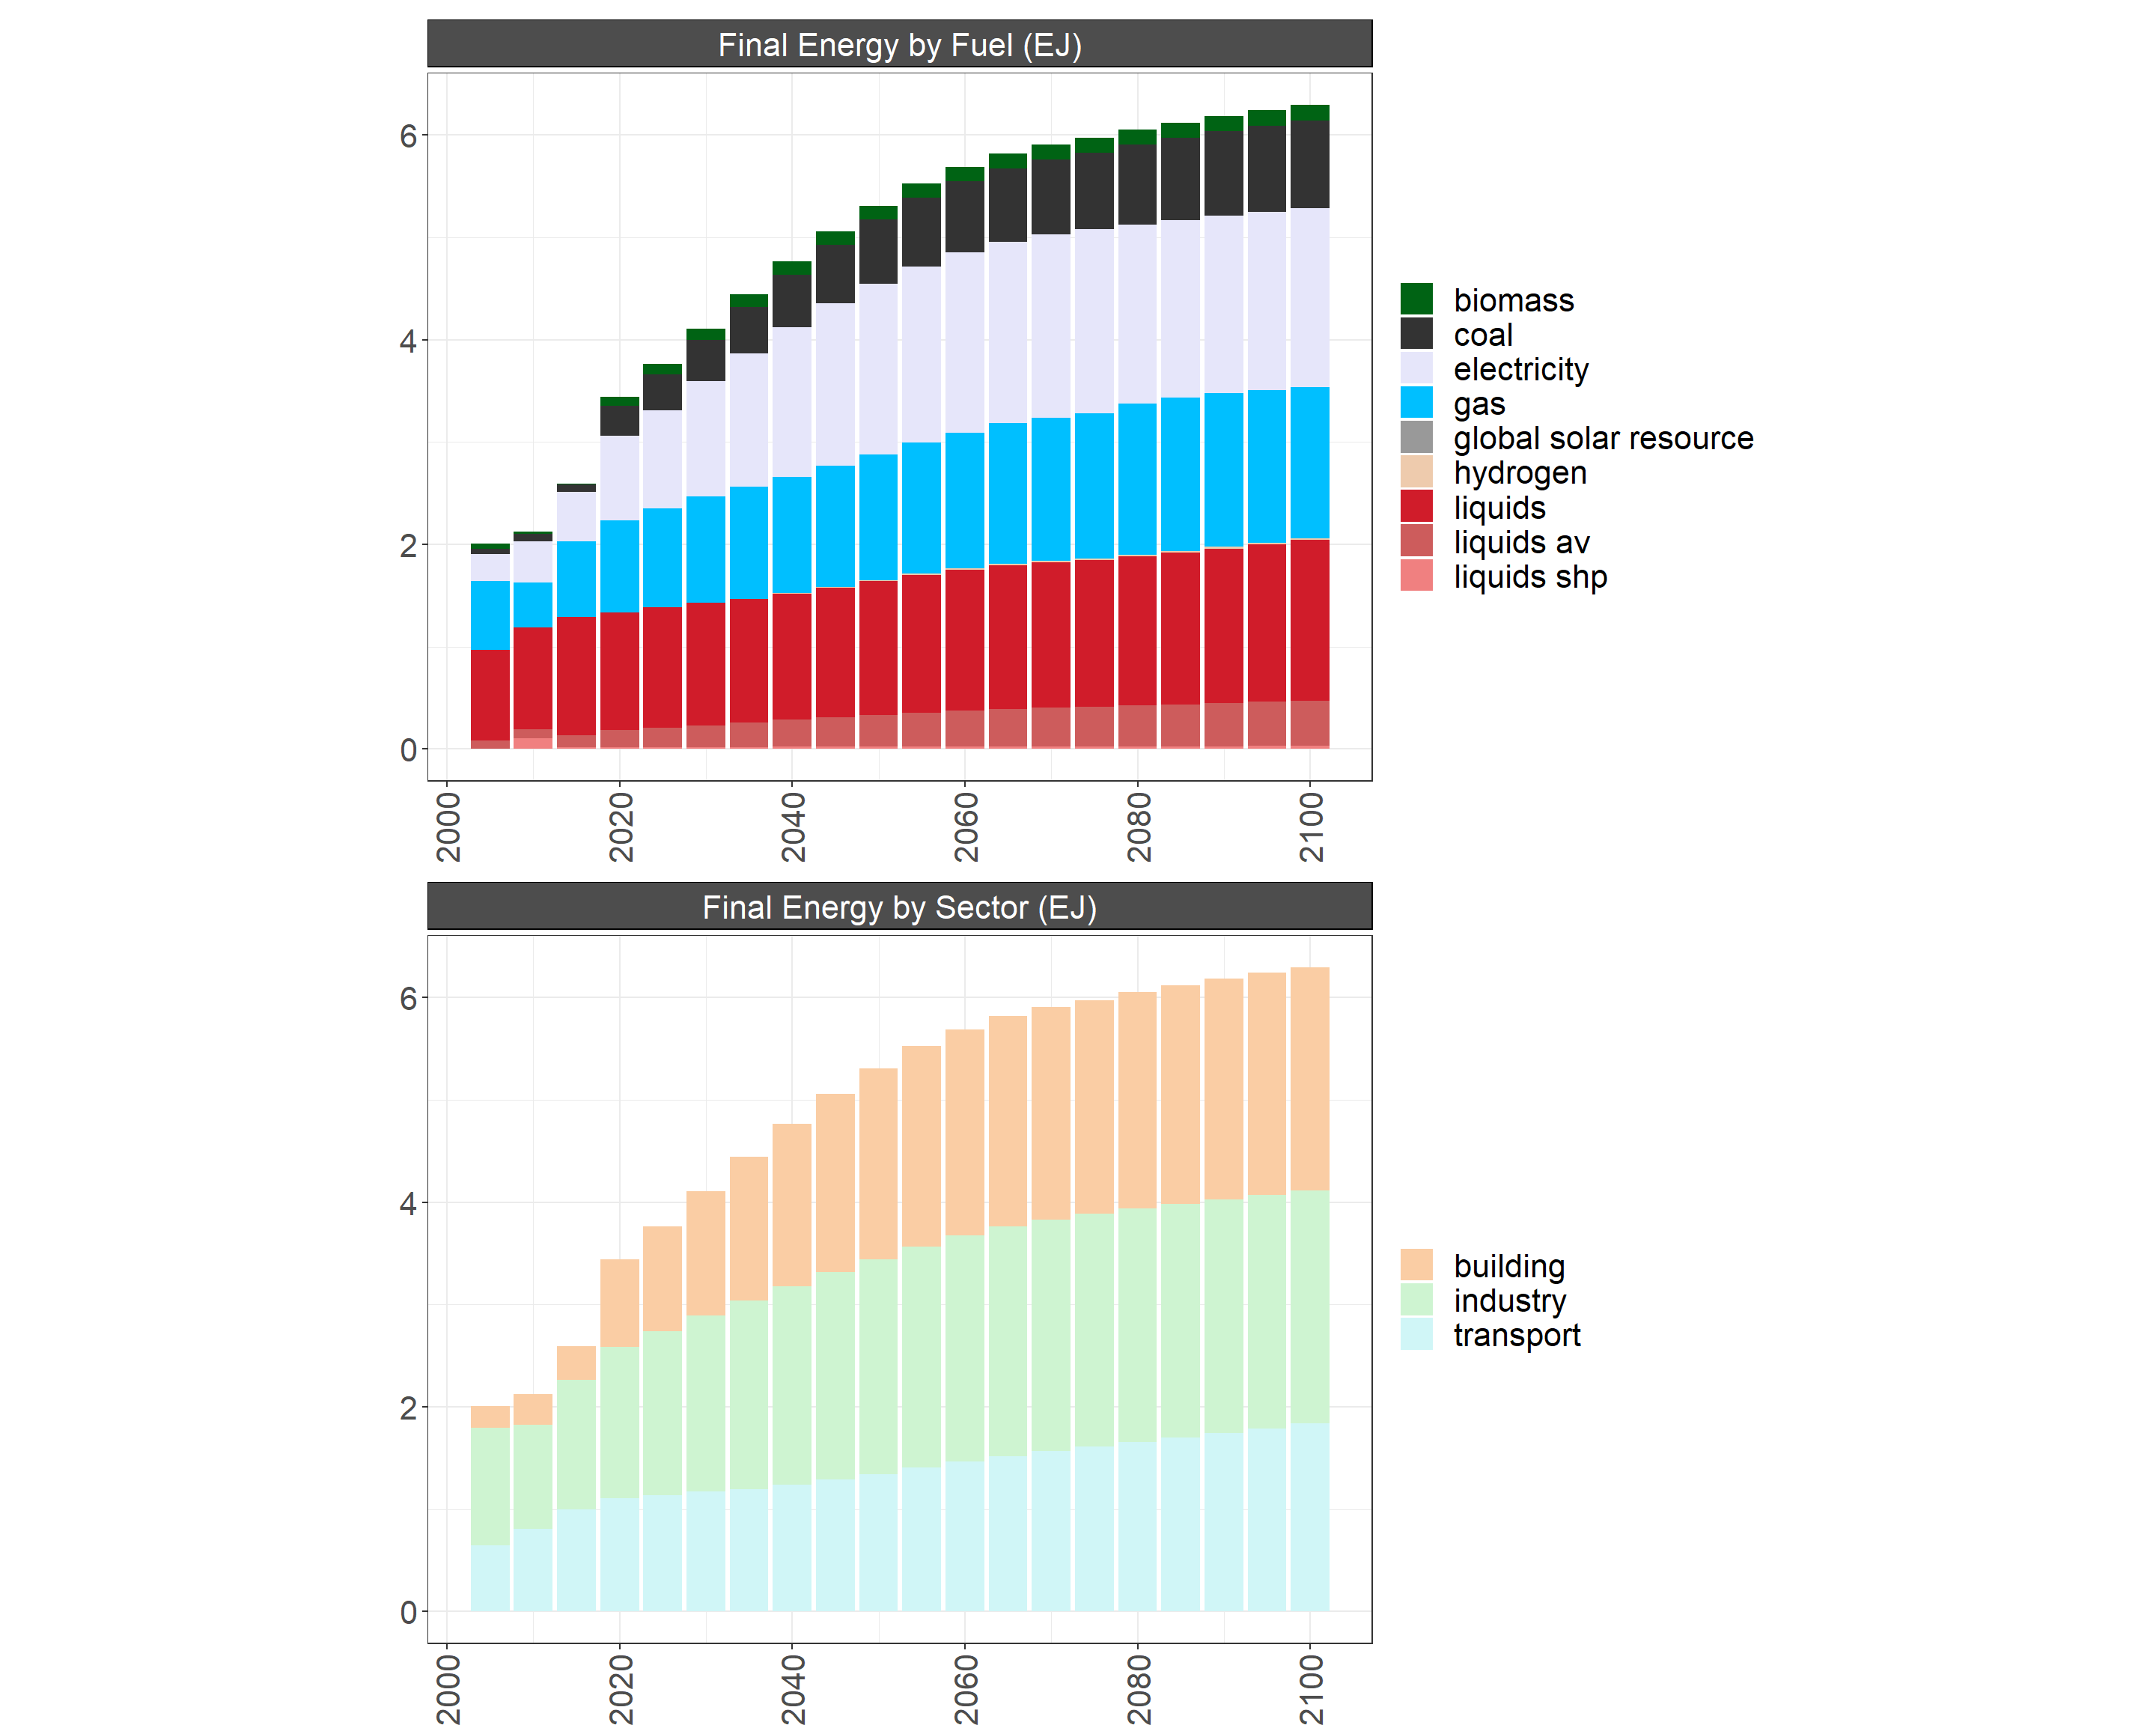 Final Energy by Fuel (EJ)
6
4
2
0
2000
2020
2040
2060
2080
2100
biomass
coal
electricity
gas
global solar resource
hydrogen
liquids
liquids av
liquids shp
Final Energy by Sector (EJ)
6
4
2
0
2000
2020
2040
2060
2080
2100
building
industry
transport